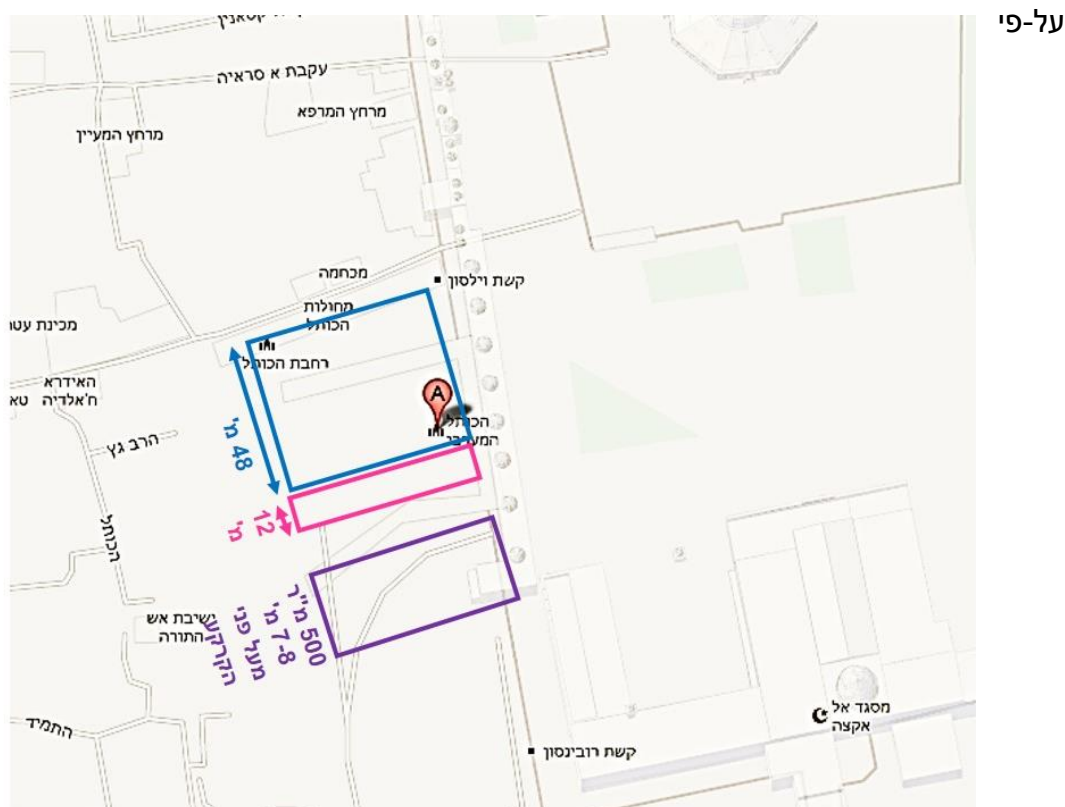 על-פי
עקבת א סראיה
מרחץ המרפא
מרחץ המעיין
מכחמה
קשת וילסון
מחולות
הכותל
רחבת הכותל
מכינת עטר
האידרא
ח'אלדיה טא
הרב גץ
הכותל
A
הכותל
המערבי
48 מ'
12 מ'
500 מ"ר
7-8 מ'
מעל פני
הקרקע
ישיבת אש
התורה
התמיד
קשת רובינסון
מסגד אל
אקצה